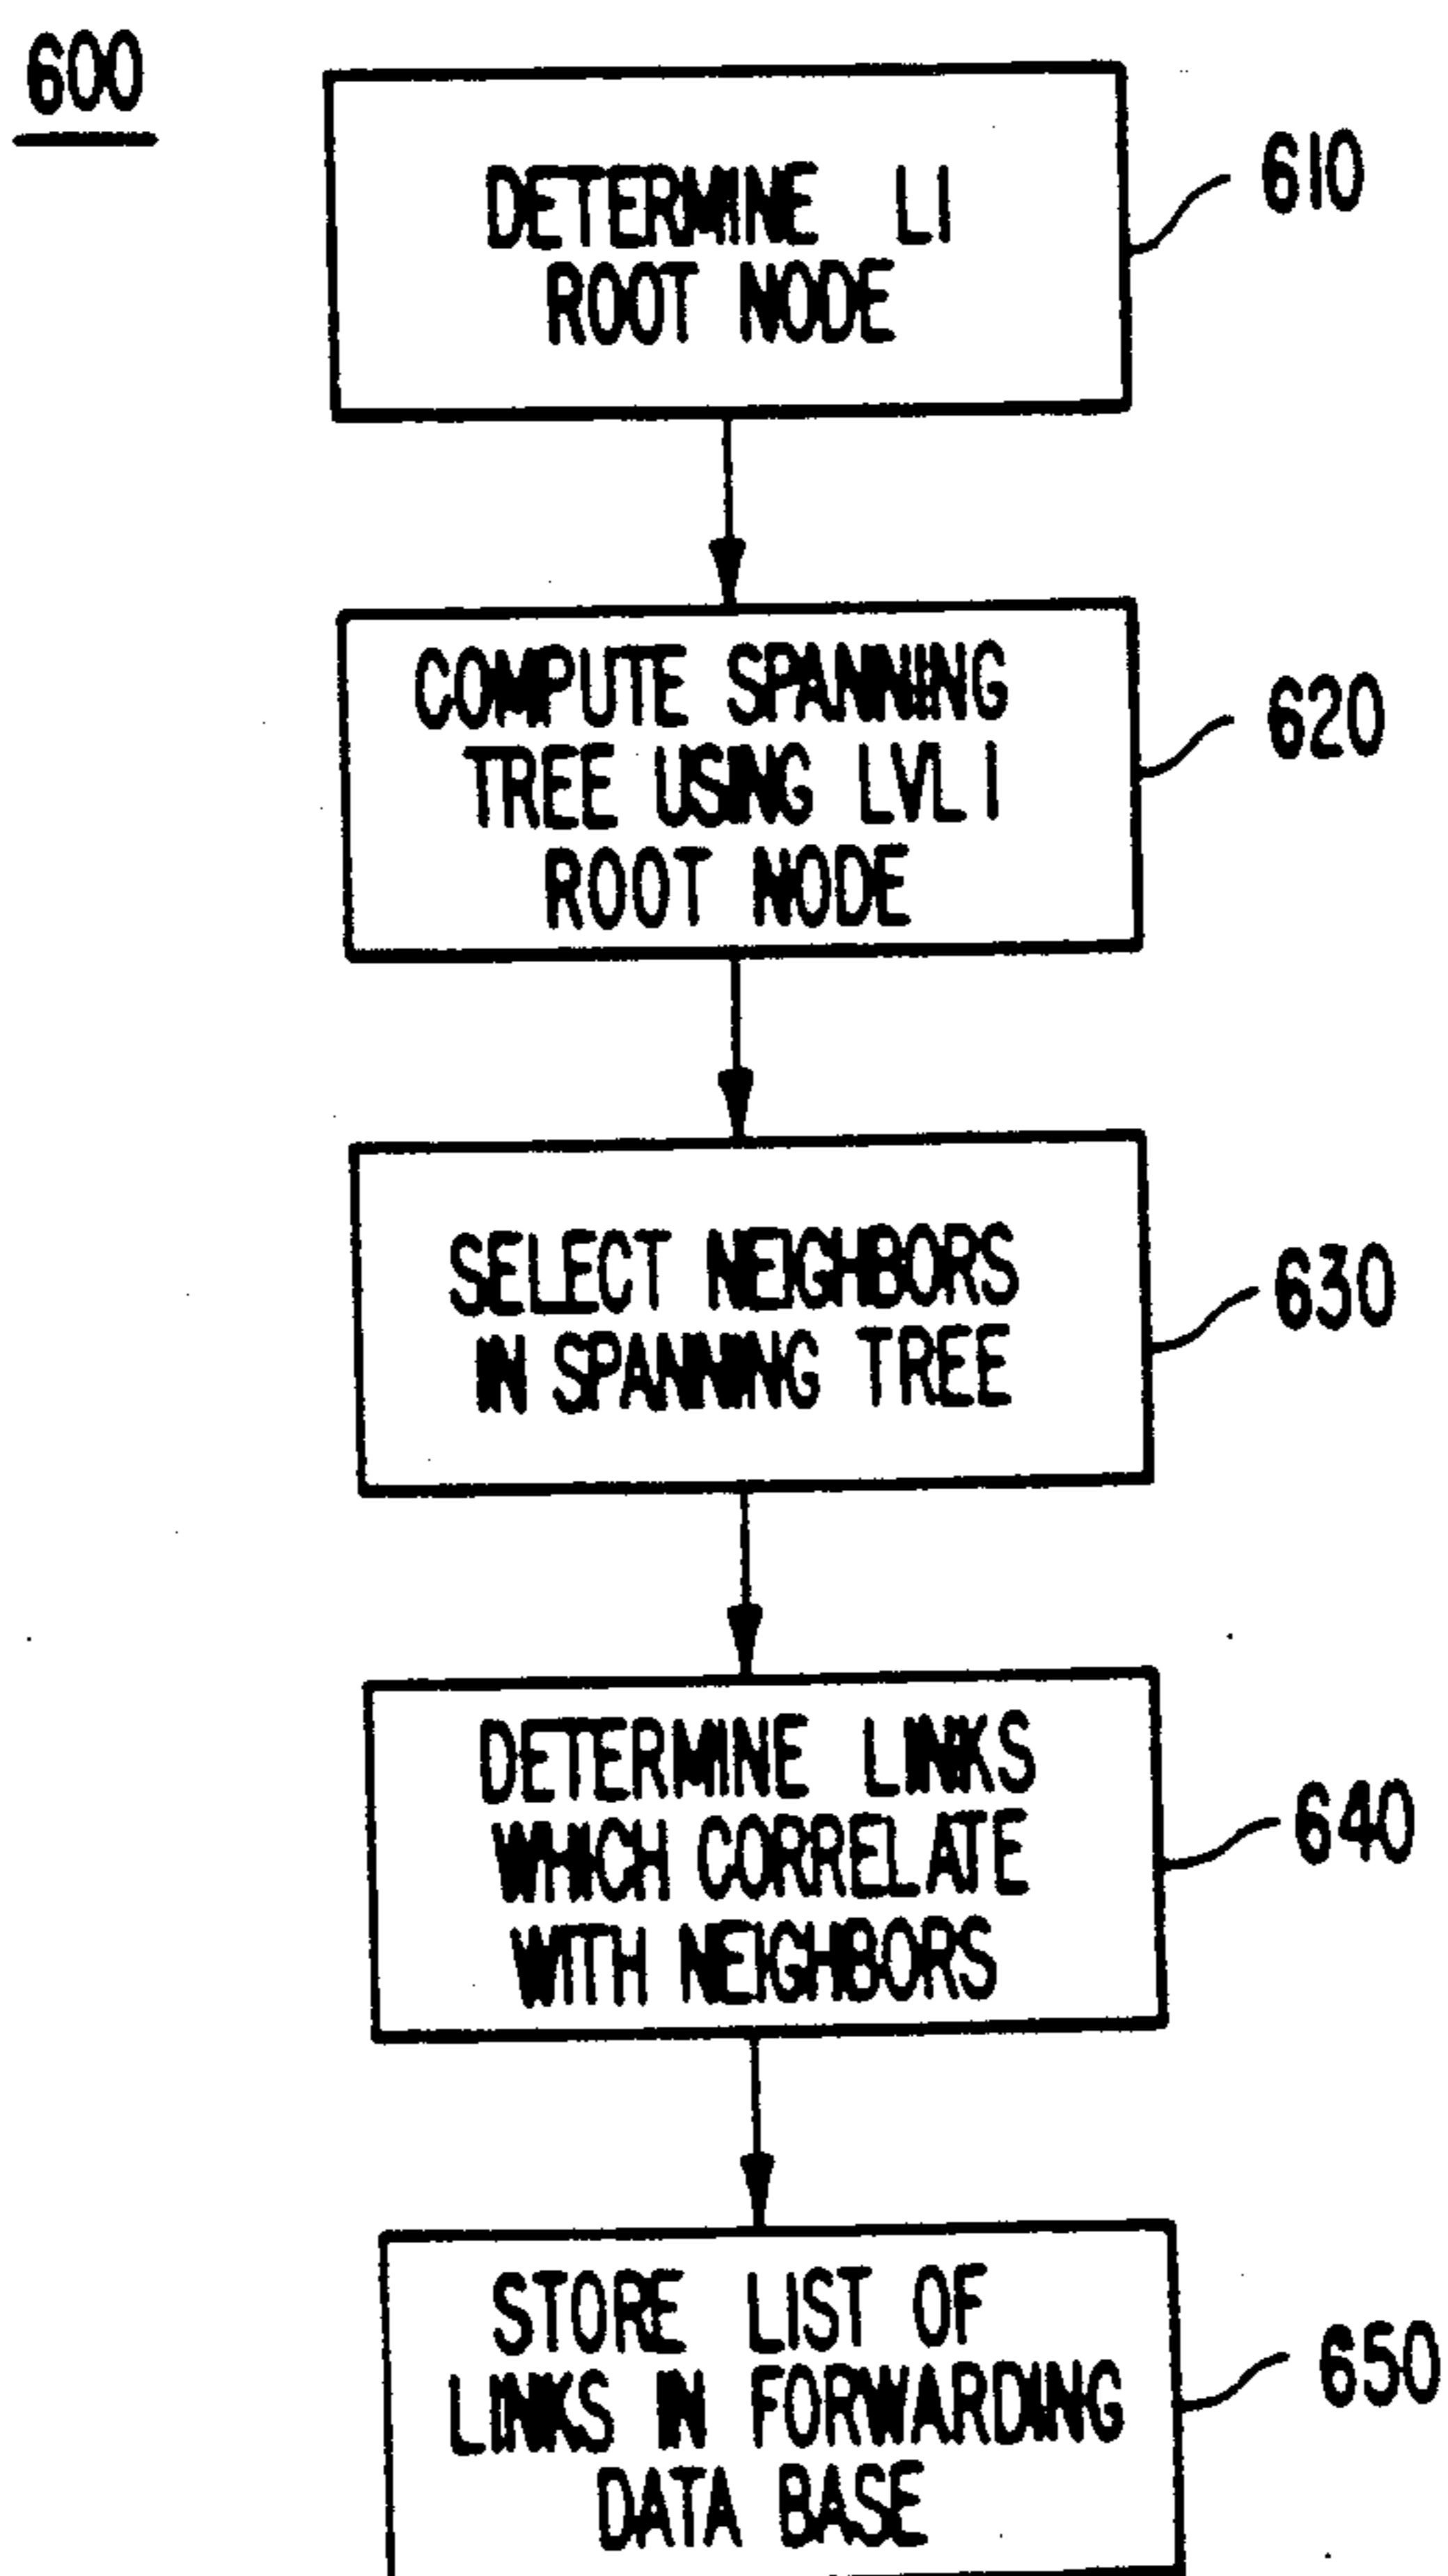 600
DETERMINE L1
ROOT NODE
610
COMPUTE SPANNING
TREE USING LVL 1
ROOT NODE
620
SELECT NEIGHBORS
IN SPANNING TREE
630
DETERMINE LINKS
WHICH CORRELATE
WITH NEIGHBORS
640
STORE LIST OF
LINKS IN FORWARDING
DATA BASE
650